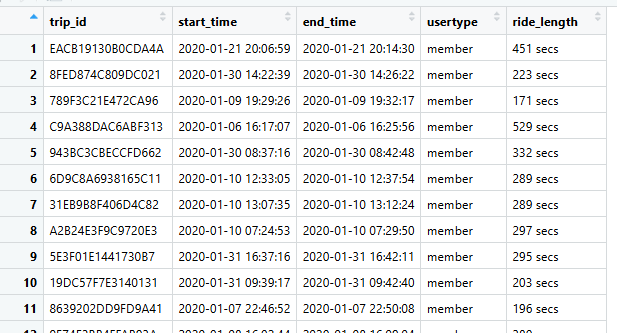 trip_id start_time end_time usertype ride_length
1 EACB19130B0CDA4A 2020-01-21 20:06:59 2020-01-21 20:14:30 member 451 secs
2 8FED874C809DC021 2020-01-30 14:22:39 2020-01-30 14:26:22 member 223 secs
3 789F3C21E472CA96 2020-01-09 19:29:26 2020-01-09 19:32:17 member 171 secs
4 C9A388DAC6ABF313 2020-01-06 16:17:07 2020-01-06 16:25:56 member 529 secs
5 943BC3CBECCFD662 2020-01-30 08:37:16 2020-01-30 08:42:48 member 332 secs
6 6D9C8A6938165C11 2020-01-10 12:33:05 2020-01-10 12:37:54 member 289 secs
7 31EB9B8F406D4C82 2020-01-10 13:07:35 2020-01-10 13:12:24 member 289 secs
8 A2B24E3F9C9720E3 2020-01-10 07:24:53 2020-01-10 07:29:50 member 297 secs
9 5E3F01E1441730B7 2020-01-31 16:37:16 2020-01-31 16:42:11 member 295 secs
10 19DC57F7E3140131 2020-01-31 09:39:17 2020-01-31 09:42:40 member 203 secs
11 8639202DD9FD9A41 2020-01-07 22:46:52 2020-01-07 22:50:08 member 196 secs